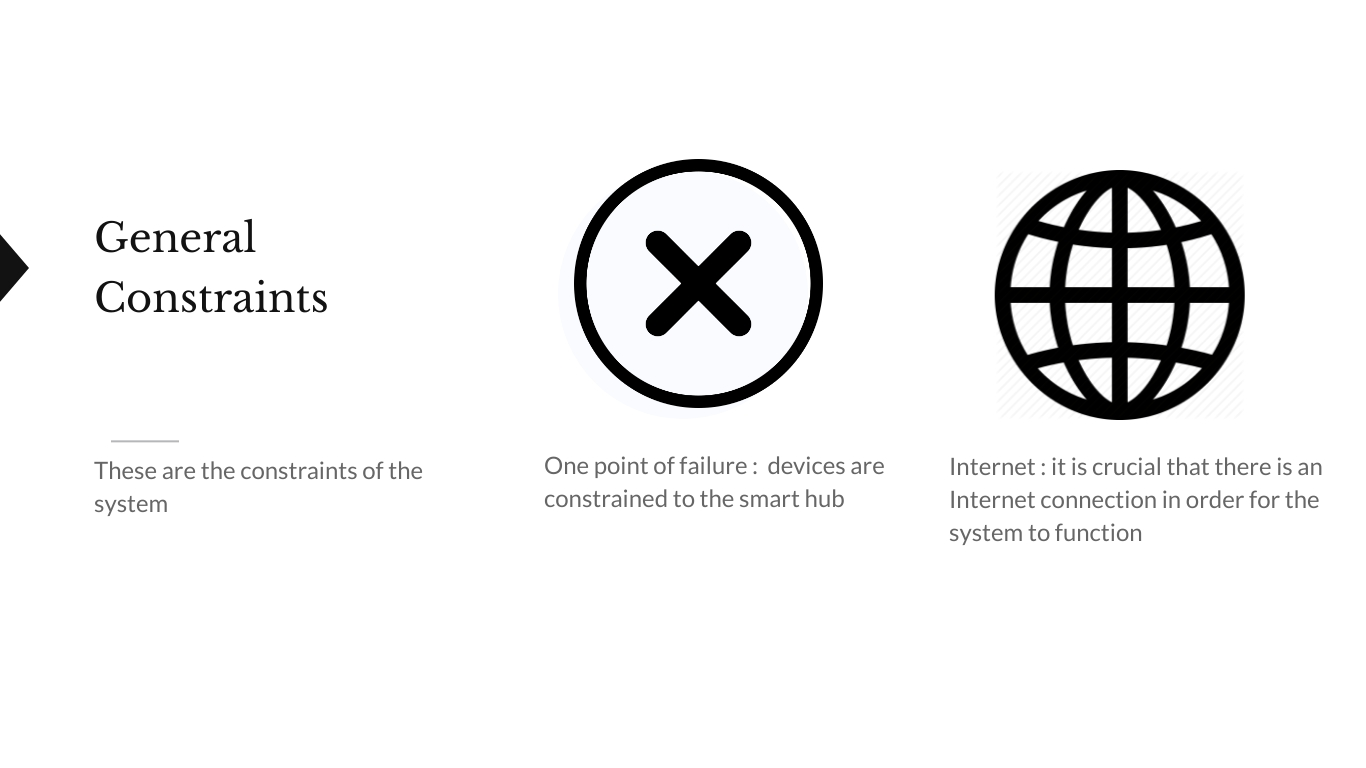 General
Constraints
These are the constraints of the
system
One point of failure :  devices are
constrained to the smart hub
Internet : it is crucial that there is an
Internet connection in order for the
system to function